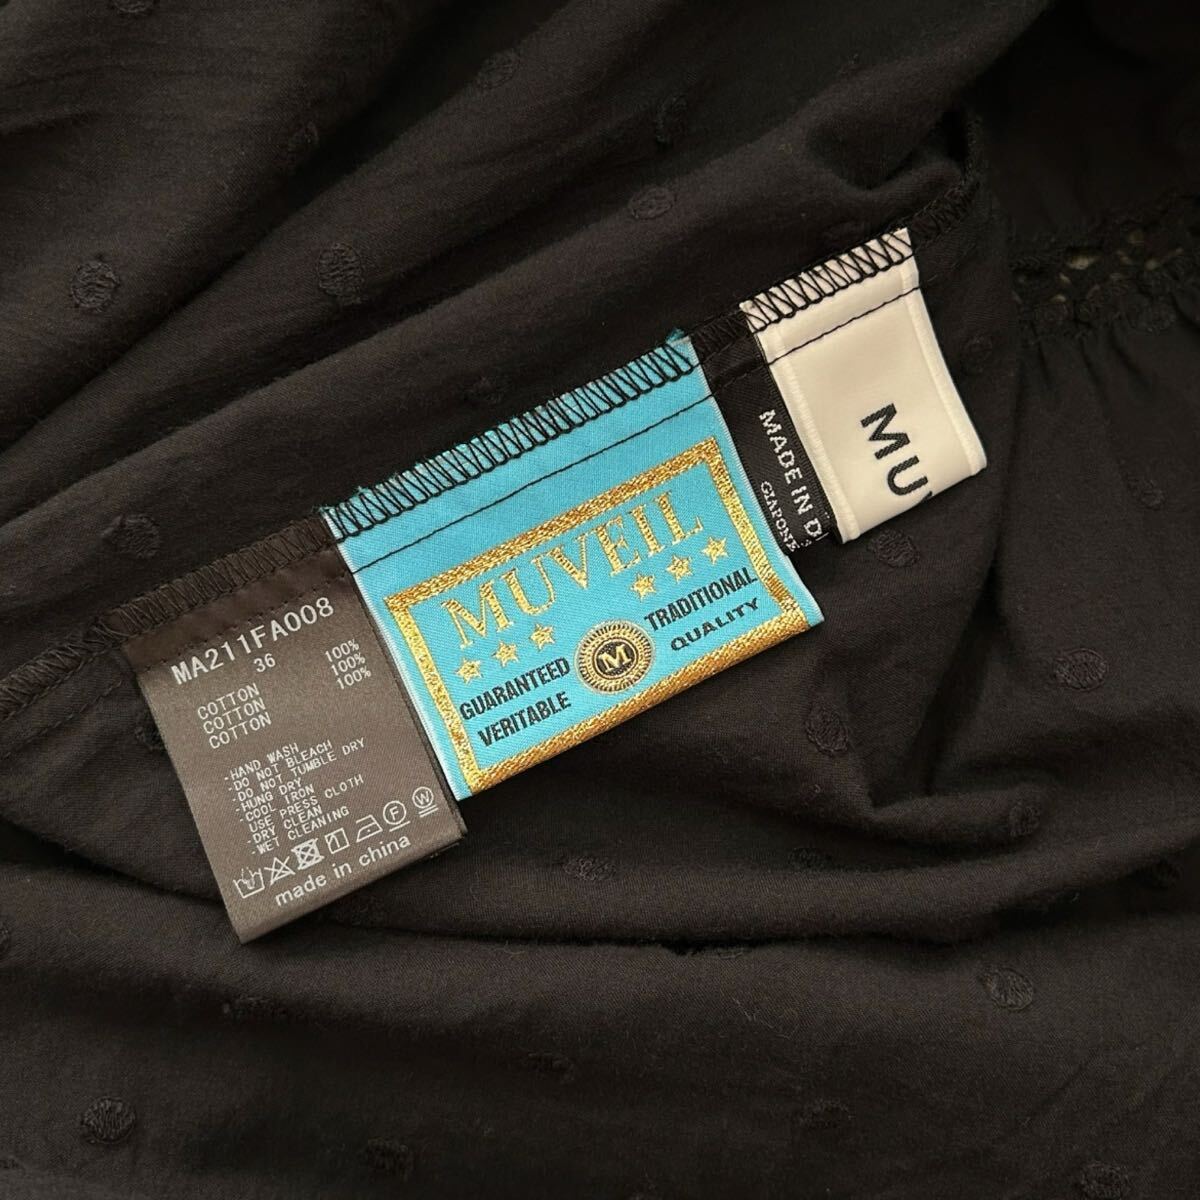 MA211FA008
36
COTTON 100%
COTTON 100%
COTTON 100%
-HAND WASH
-DO NOT BLEACH
-DO NOT TUMBLE DRY
-HUNG DRY
-COOL IRON
USE PRESS CLOTH
-DRY CLEAN
-WET CLEANING
F W
made in china
MUVEIL
GUARANTEED
VERITABLE
M
TRADITIONAL
QUALITY
MADE IN
GIAPONE
MU